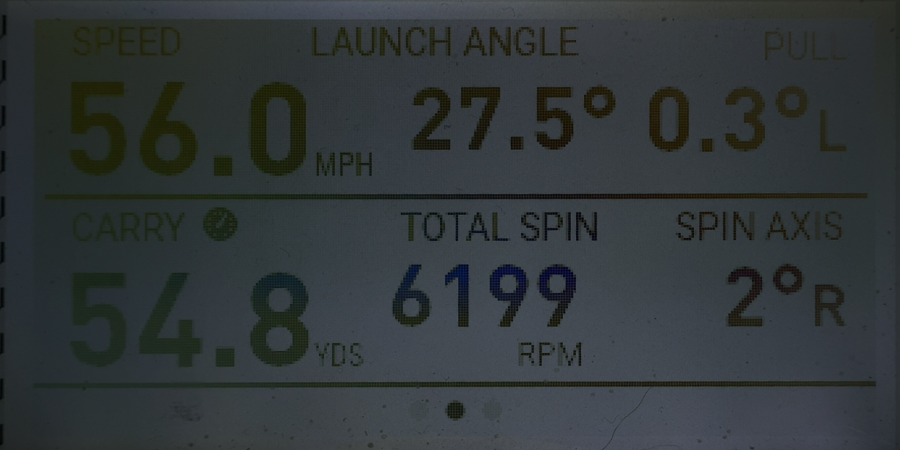 SPEED LAUNCH ANGLE PULL
56.0 MPH 27.5° 0.3° L
CARRY TOTAL SPIN SPIN AXIS
54.8 YDS 6199 RPM 2° R